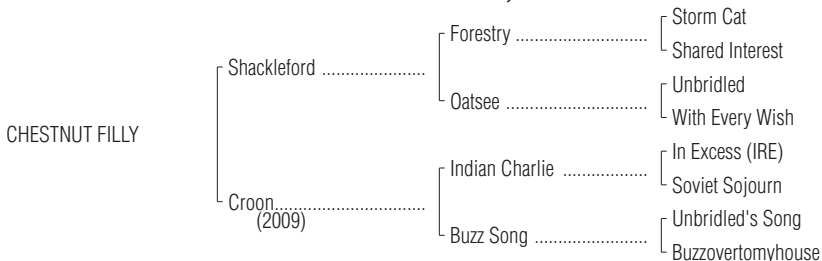 Storm Cat
Forestry ......................................
Shared Interest
Shackleford ......................
Unbridled
Oatsee ........................................
With Every Wish
CHESTNUT FILLY
In Excess (IRE)
Indian Charlie .......................
Soviet Sojourn
Croon................................
(2009)
Unbridled's Song
Buzz Song ...............................
Buzzovertomyhouse